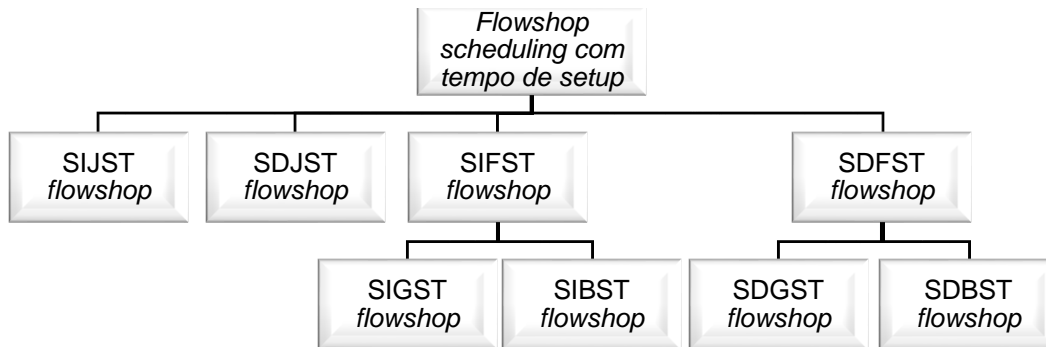 Flowshop
scheduling com
tempo de setup
SIJST
flowshop
SDJST
flowshop
SIFST
flowshop
SDFST
flowshop
SIGST
flowshop
SIBST
flowshop
SDGST
flowshop
SDBST
flowshop